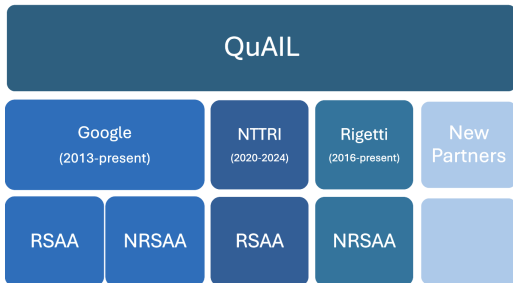 QuAIL
Google
(2013-present)
NTTRI
(2020-2024)
Rigetti
(2016-present)
New
Partners
RSAA
NRSAA
RSAA
NRSAA